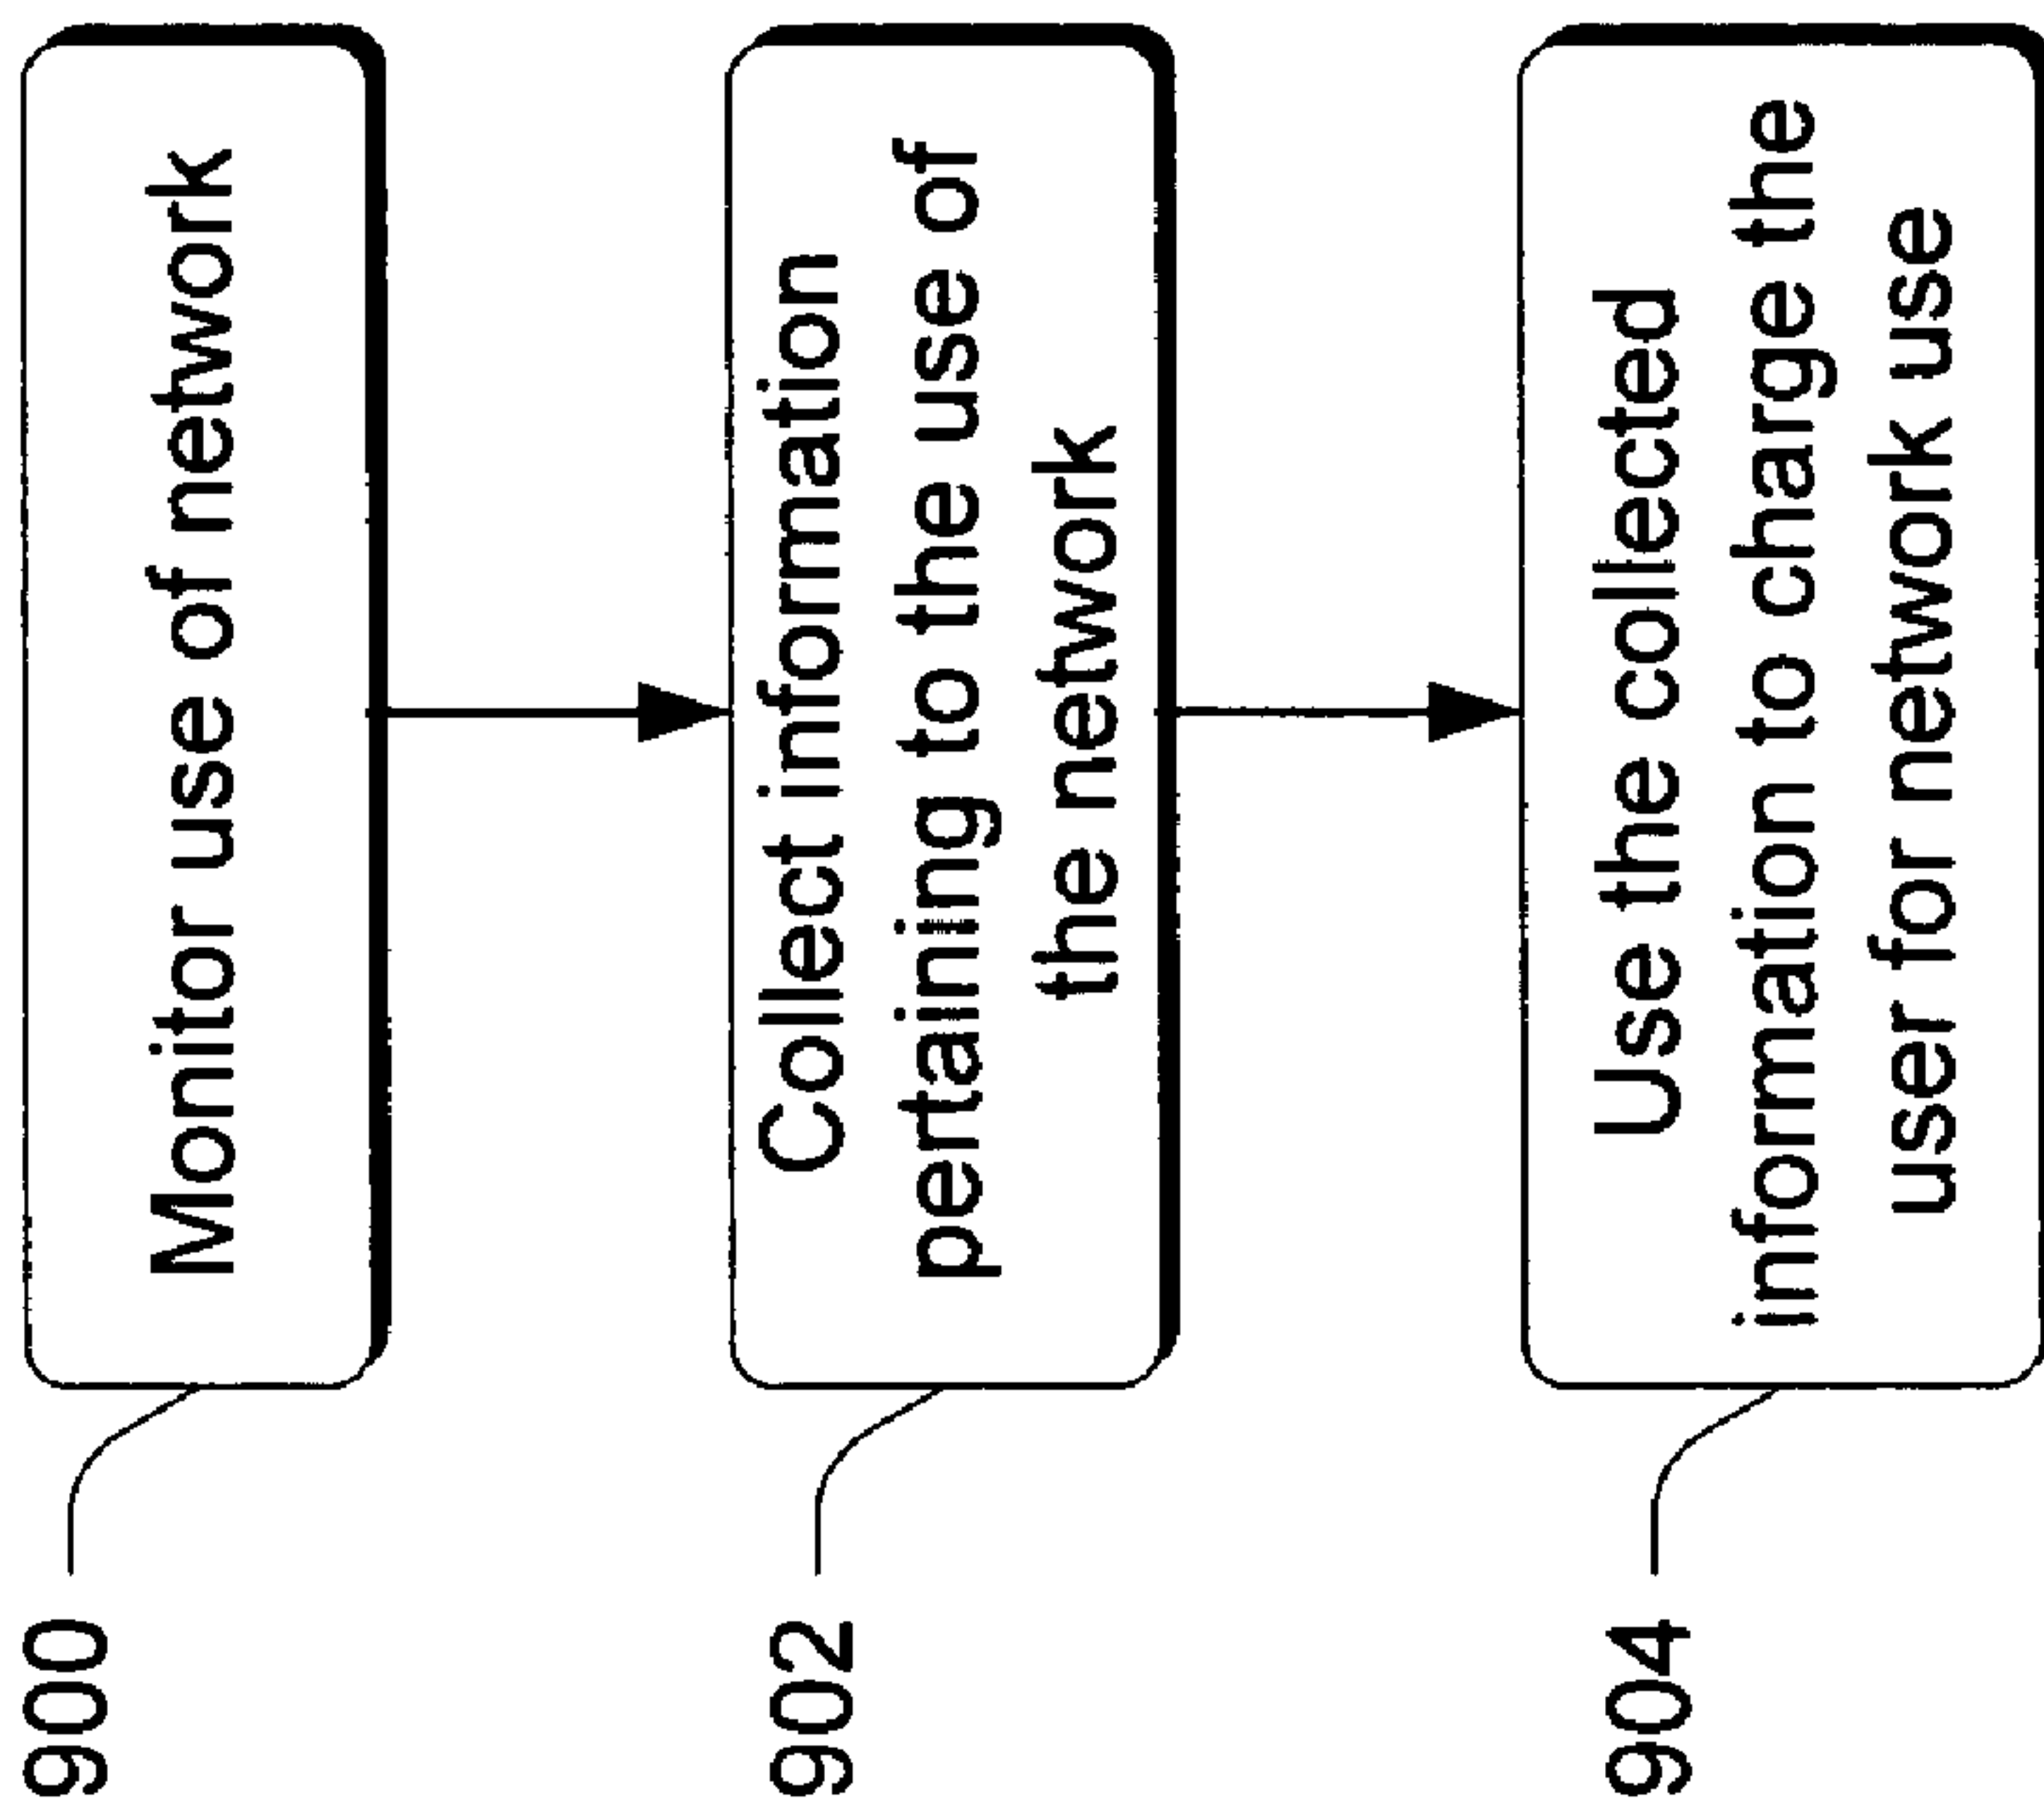 900
Monitor use of network
902
Collect information
pertaining to the use of
the network
904
Use the collected
information to charge the
user for network use